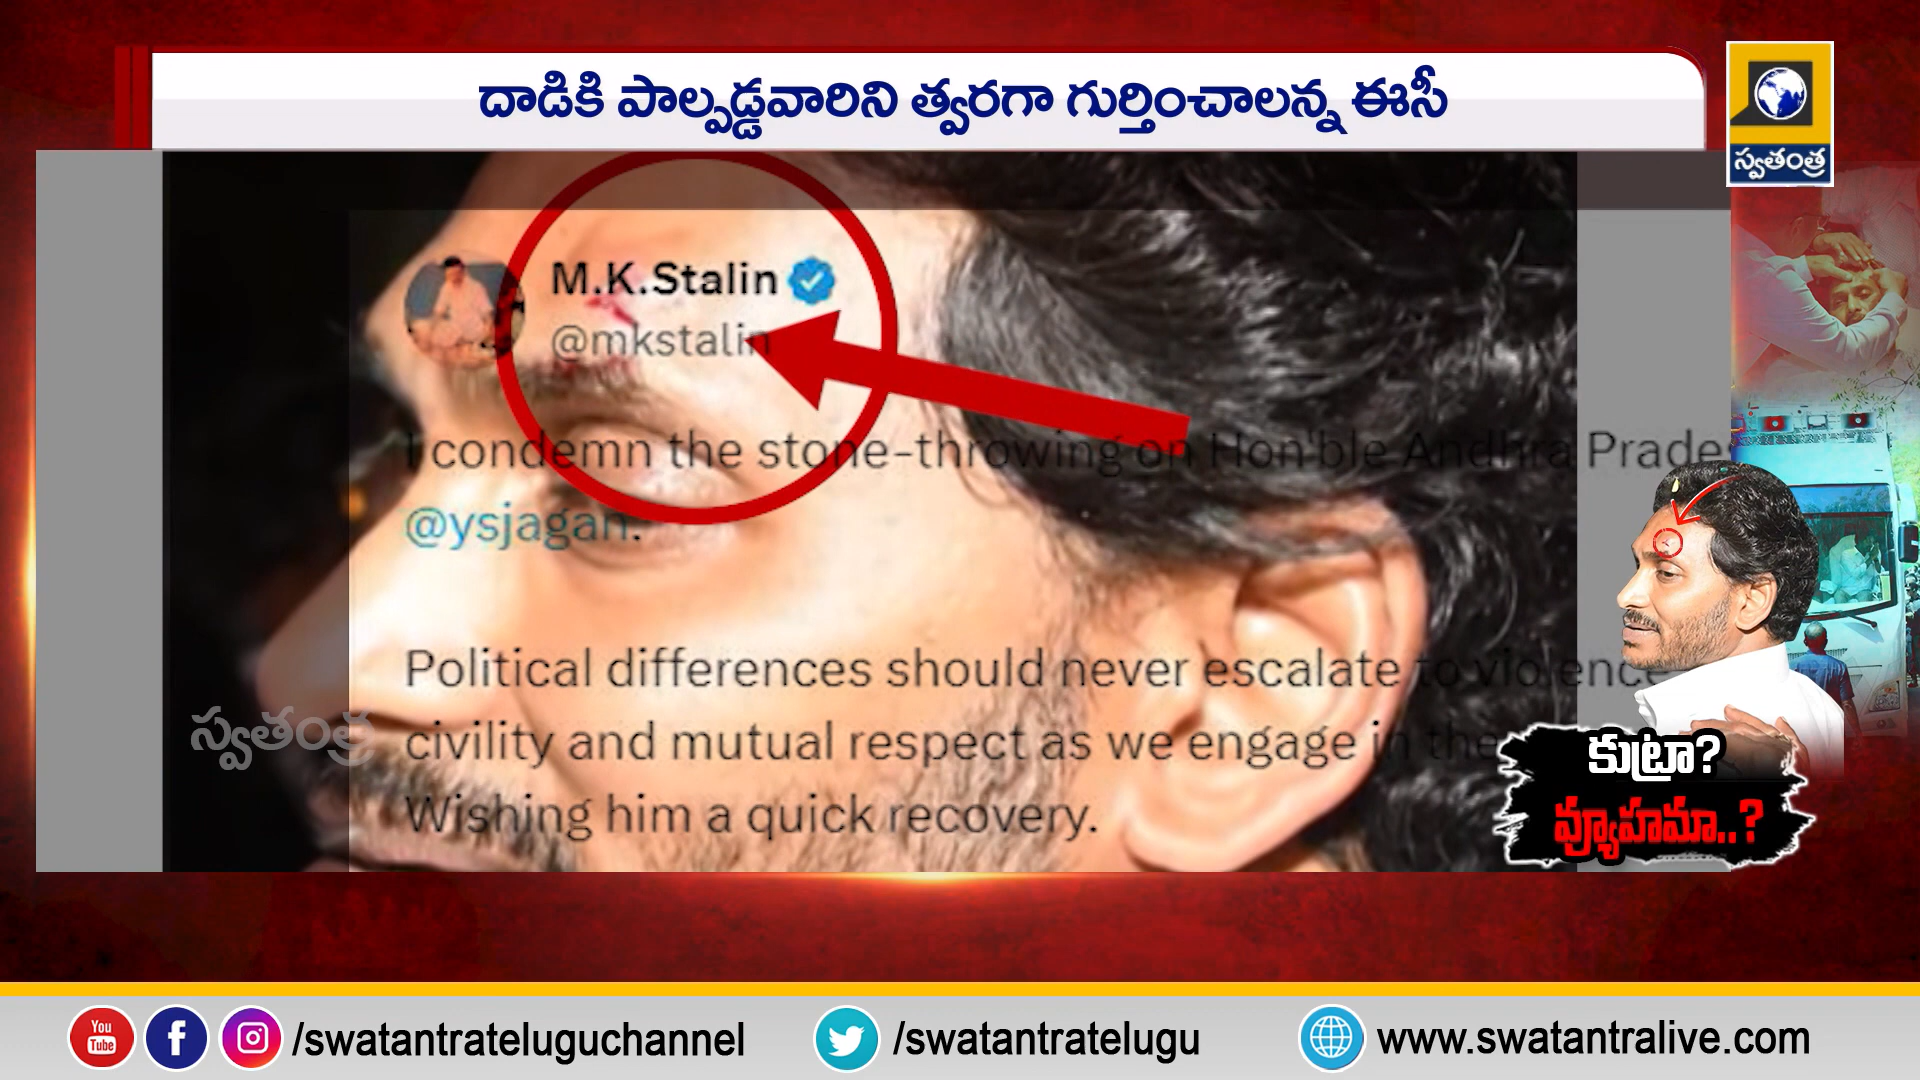 దాడికి పాల్పడ్డవారిని త్వరగా గుర్తించాలన్న ఈసీ
స్వతంత్ర
M.K.Stalin
@mkstalin
I condemn the stone-throwing on Hon'ble Andhra Prade
@ysjagan.
Political differences should never escalate to violence
civility and mutual respect as we engage in the
Wishing him a quick recovery.
స్వతంత్ర
కుట్రా?
వ్యూహమా..?
You Tube
/swatantrateluguchannel
/swatantratelugu
www.swatantralive.com